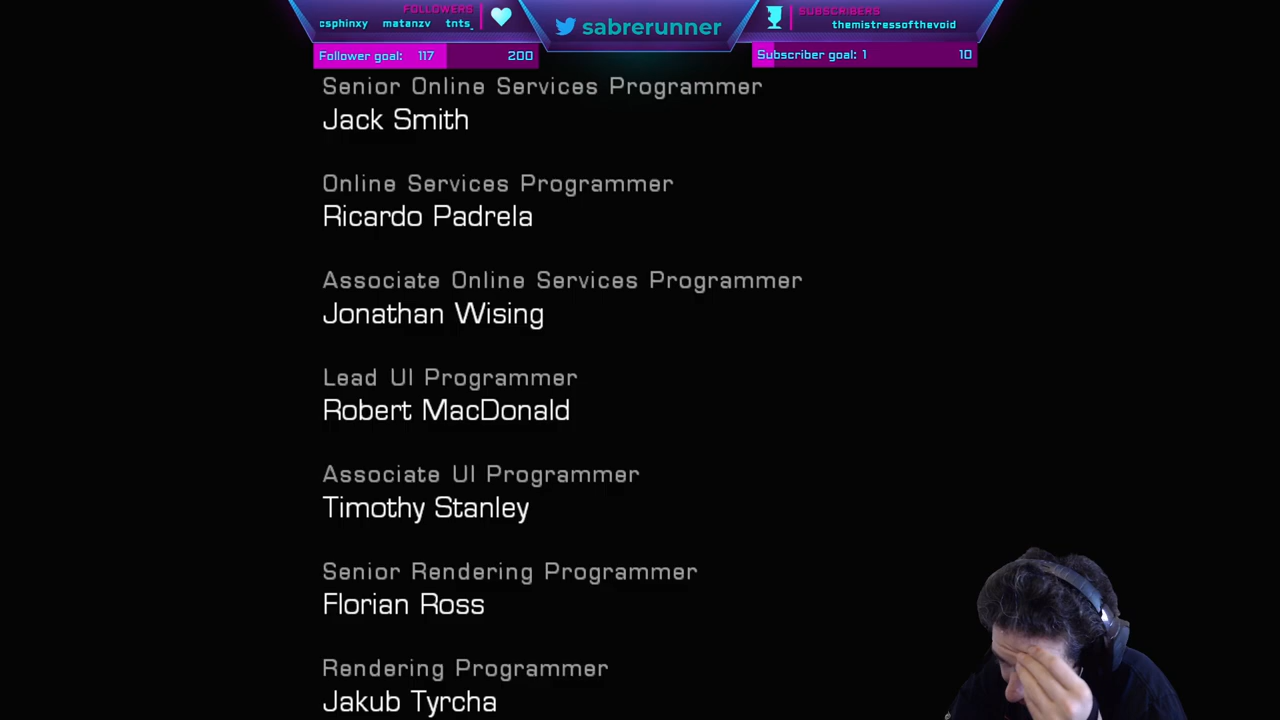 FOLLOWERS
csphinxy matanzv tnts_
Follower goal: 117 200
sabrerunner
SUBSCRIBERS
themistressofthevoid
Subscriber goal: 1 10
Senior Online Services Programmer
Jack Smith
Online Services Programmer
Ricardo Padrela
Associate Online Services Programmer
Jonathan Wising
Lead UI Programmer
Robert MacDonald
Associate UI Programmer
Timothy Stanley
Senior Rendering Programmer
Florian Ross
Rendering Programmer
Jakub Tyrcha